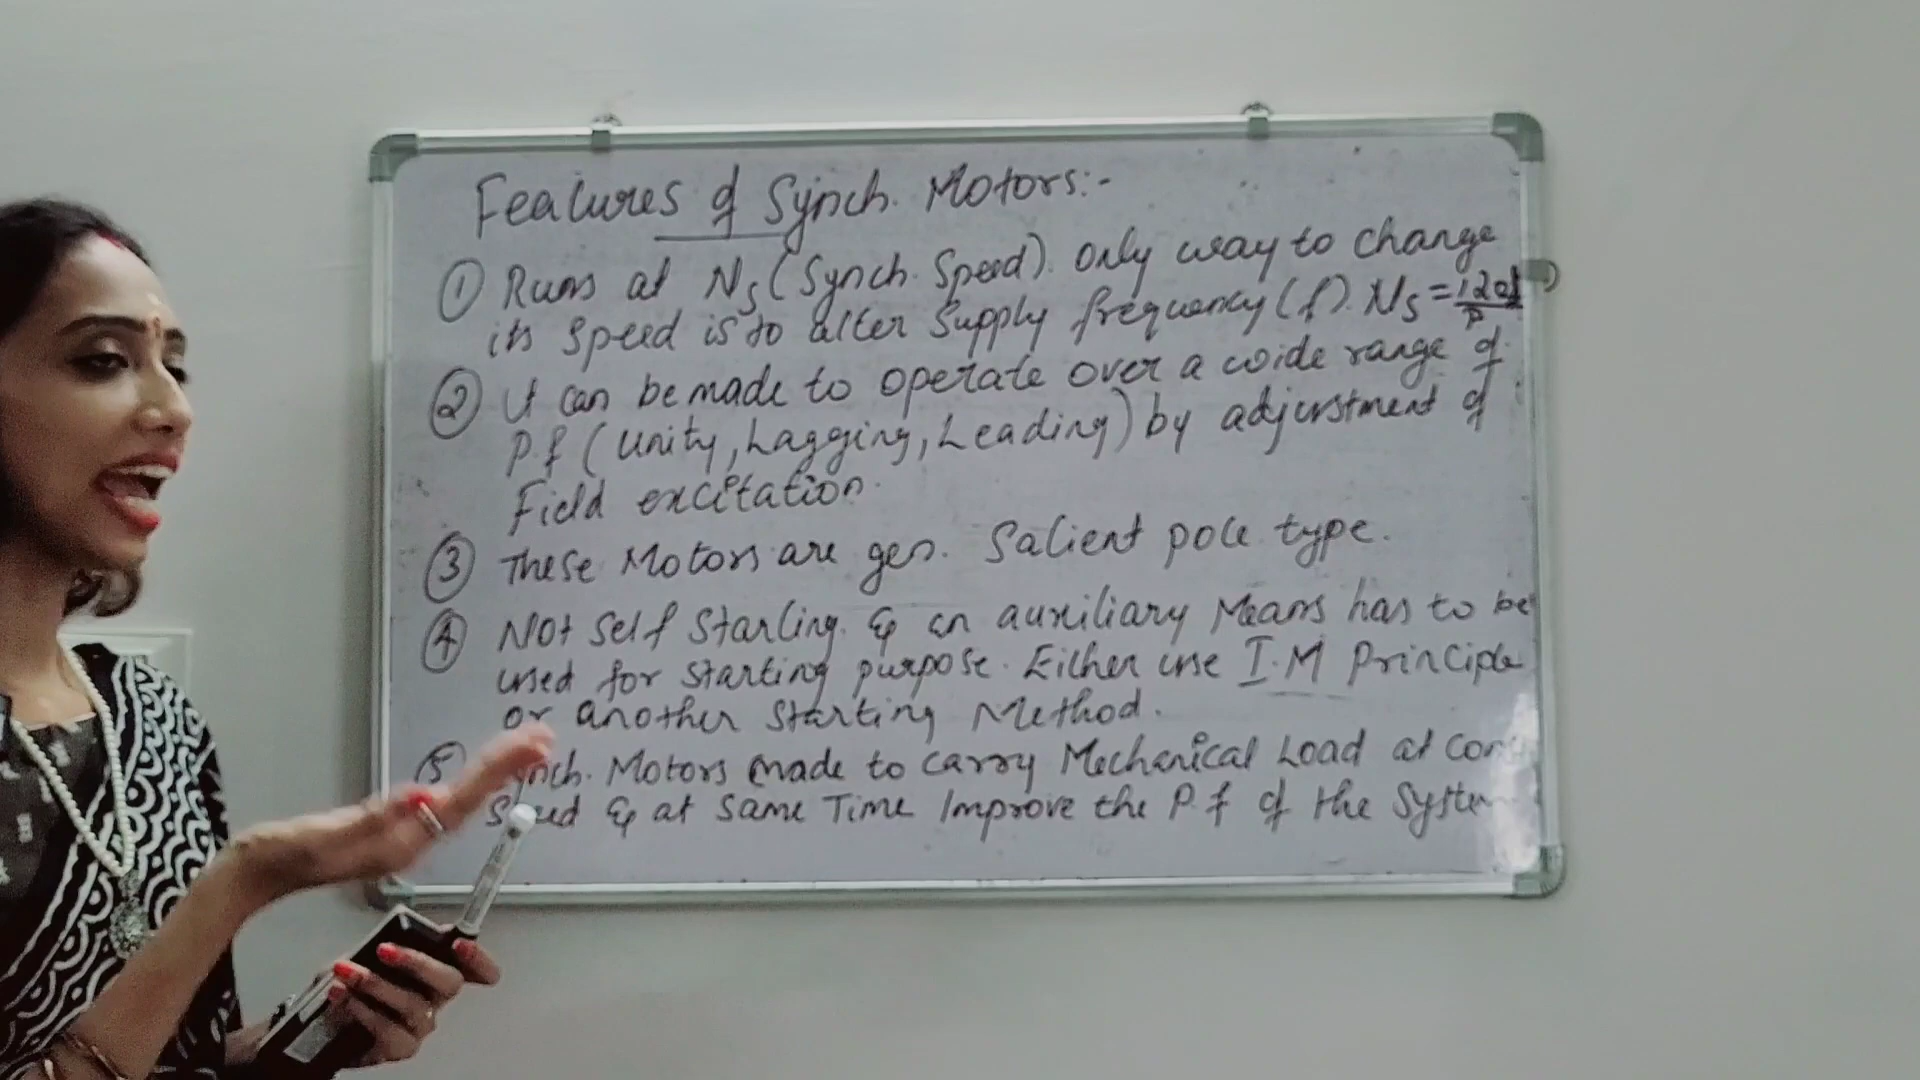 Features of Synch. Motors:-
① Runs at Ns (Synch. Speed). Only way to change
its speed is to alter supply frequency (f). Ns = 120f/P
② It can be made to operate over a wide range of
P.f (Unity, Lagging, Leading) by adjustment of
Field excitation.
③ These Motors are gen. Salient pole type.
④ Not Self Starting & an auxiliary Means has to be
used for starting purpose. Either use I.M Principle
or another Starting Method.
⑤ Synch. Motors made to carry Mechanical Load at
& at same Time Improve the P.f of the System